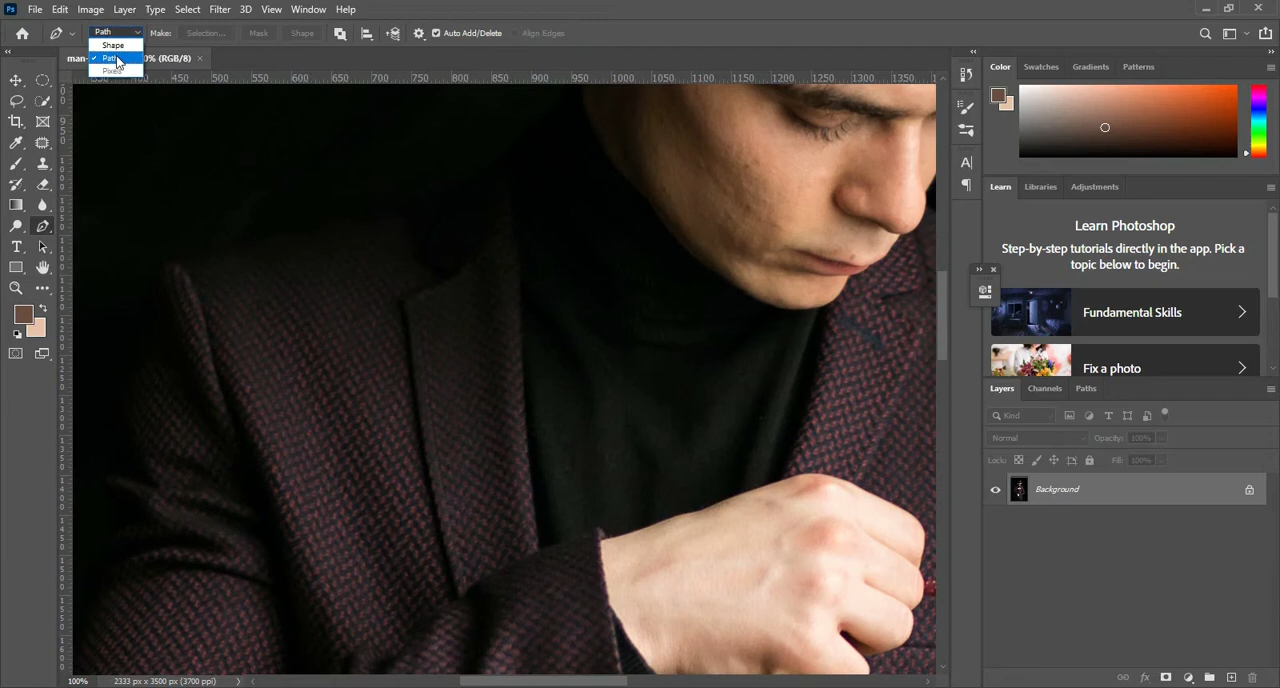 Ps File Edit Image Layer Type Select Filter 3D View Window Help
Path Make: Selection... Mask Shape Auto Add/Delete Align Edges
Shape
Path
Pixels
man- 0% (RGB/8) ×
450 500 550 600 650 700 750 800 850 900 950 1000 1050 1100 1150 1200 1250 1300 1350
Color Swatches Gradients Patterns
Learn Libraries Adjustments
Learn Photoshop
Step-by-step tutorials directly in the app. Pick a
topic below to begin.
Fundamental Skills
Fix a photo
Layers Channels Paths
Kind
Normal Opacity: 100%
Lock: Fill: 100%
Background
100% 2333 px x 3500 px (3700 ppi)